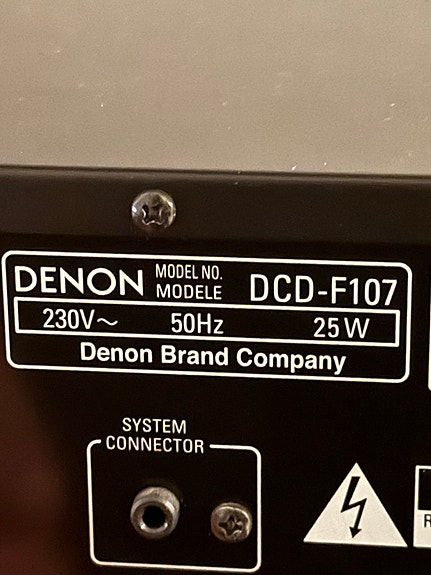 DENON MODEL NO. MODELE DCD-F107
230V～ 50Hz 25W
Denon Brand Company
SYSTEM
CONNECTOR